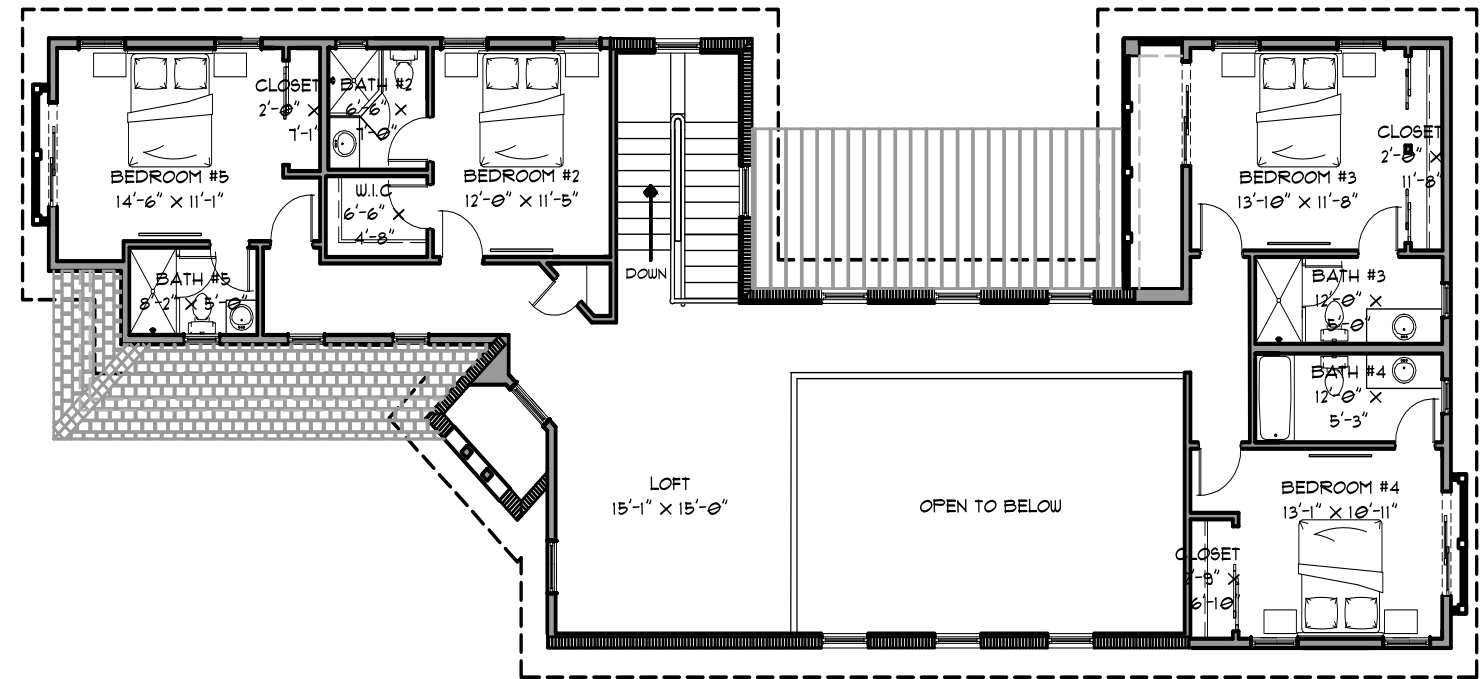 BEDROOM #5
14'-6" X 11'-1"
CLOSET
2'-0" X
7'-1"
BATH #2
6'-6" X
7'-0"
W.I.C
6'-6" X
4'-8"
BEDROOM #2
12'-0" X 11'-5"
BATH #5
8'-2" X 5'-0"
DOWN
BEDROOM #3
13'-10" X 11'-8"
CLOSET
2'-0" X
11'-8"
BATH #3
12'-0" X
5'-0"
BATH #4
12'-0" X
5'-3"
LOFT
15'-1" X 15'-0"
OPEN TO BELOW
BEDROOM #4
13'-1" X 10'-11"
CLOSET
X
6'-10"